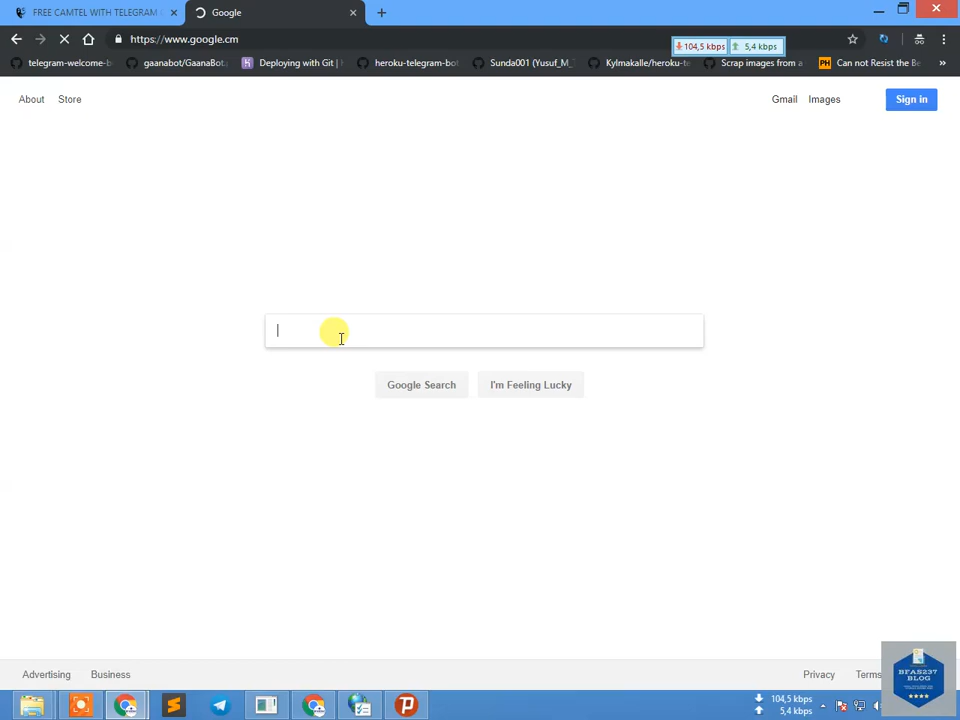 FREE CAMTEL WITH TELEGRAM
Google
https://www.google.cm
104,5 kbps
5,4 kbps
telegram-welcome-b
gaanabot/GaanaBot
Deploying with Git |
heroku-telegram-bot
Sunda001 (Yusuf_M_
Kylmakalle/heroku-te
Scrap images from a
PH
Can not Resist the Be
»
About
Store
Gmail
Images
Sign in
Google Search
I'm Feeling Lucky
Advertising
Business
Privacy
Terms
BFAS237
BLOG
104,5 kbps
5,4 kbps